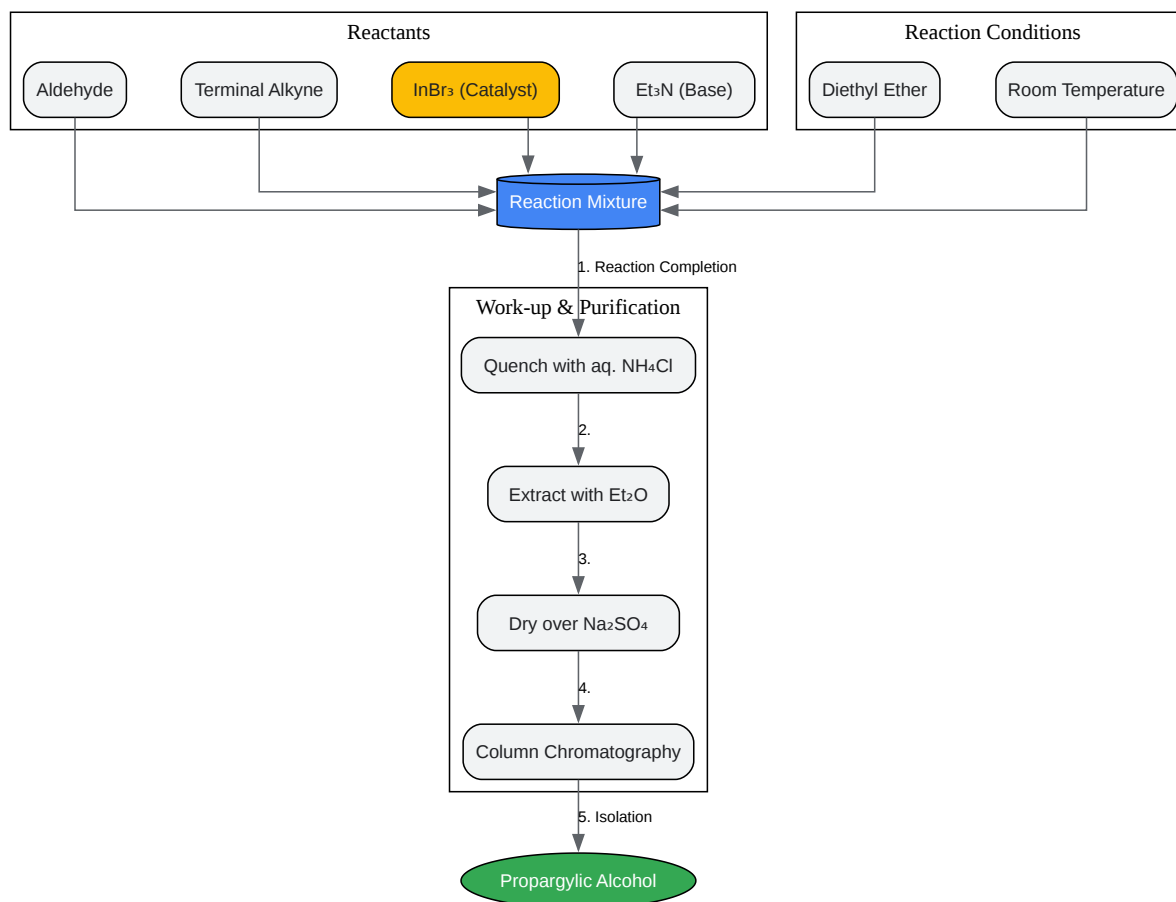 Reactants
Reaction Conditions
Aldehyde
Terminal Alkyne
InBr₃ (Catalyst)
Et₃N (Base)
Diethyl Ether
Room Temperature
Reaction Mixture
1. Reaction Completion
Work-up & Purification
Quench with aq. NH₄Cl
2.
Extract with Et₂O
3.
Dry over Na₂SO₄
4.
Column Chromatography
5. Isolation
Propargylic Alcohol